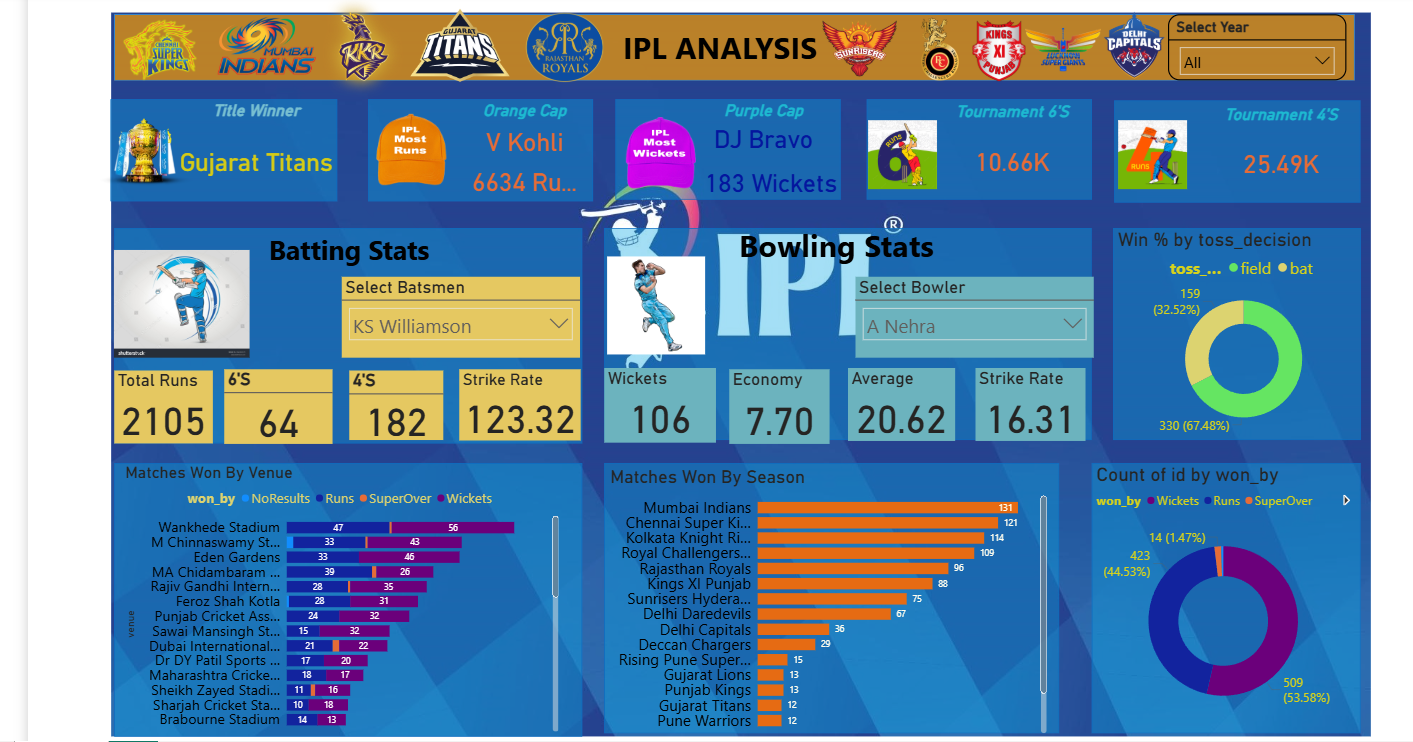 CHENNAI
SUPER
KINGS
MUMBAI
INDIANS
KKR
GUJARAT
TITANS
RR
RAJASTHAN
ROYALS
IPL ANALYSIS
SUNRISERS
KINGS
XI
PUNJAB
LUCKNOW
SUPER GIANTS
DELHI
CAPITALS
Select Year
All
Title Winner
Gujarat Titans
IPL
Most
Runs
Orange Cap
V Kohli
6634 Ru...
IPL
Most
Wickets
Purple Cap
DJ Bravo
183 Wickets
RUNS
6
Tournament 6'S
10.66K
4
RUNS
Tournament 4'S
25.49K
IPL
®
Batting Stats
shutterstock
Select Batsmen
KS Williamson
Total Runs
2105
6'S
64
4'S
182
Strike Rate
123.32
Bowling Stats
Select Bowler
A Nehra
Wickets
106
Economy
7.70
Average
20.62
Strike Rate
16.31
Win % by toss_decision
toss_... field bat
159
(32.52%)
330 (67.48%)
Matches Won By Venue
won_by NoResults Runs SuperOver Wickets
venue
Wankhede Stadium 47 56
M Chinnaswamy St... 33 43
Eden Gardens 33 46
MA Chidambaram ... 39 26
Rajiv Gandhi Intern... 28 35
Feroz Shah Kotla 28 31
Punjab Cricket Ass... 24 32
Sawai Mansingh St... 15 32
Dubai International... 21 22
Dr DY Patil Sports ... 17 20
Maharashtra Cricke... 18 17
Sheikh Zayed Stadi... 11 16
Sharjah Cricket Sta... 10 18
Brabourne Stadium 14 13
Matches Won By Season
Mumbai Indians 131
Chennai Super Ki... 121
Kolkata Knight Ri... 114
Royal Challengers... 109
Rajasthan Royals 96
Kings XI Punjab 88
Sunrisers Hydera... 75
Delhi Daredevils 67
Delhi Capitals 36
Deccan Chargers 29
Rising Pune Super... 15
Gujarat Lions 13
Punjab Kings 13
Gujarat Titans 12
Pune Warriors 12
Count of id by won_by
won_by Wickets Runs SuperOver
14 (1.47%)
423
(44.53%)
509
(53.58%)